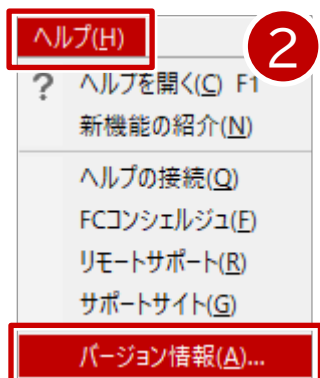 ヘルプ(H)
2
? ヘルプを開く(C) F1
新機能の紹介(N)
ヘルプの接続(Q)
FCコンシェルジュ(F)
リモートサポート(R)
サポートサイト(G)
バージョン情報(A)...